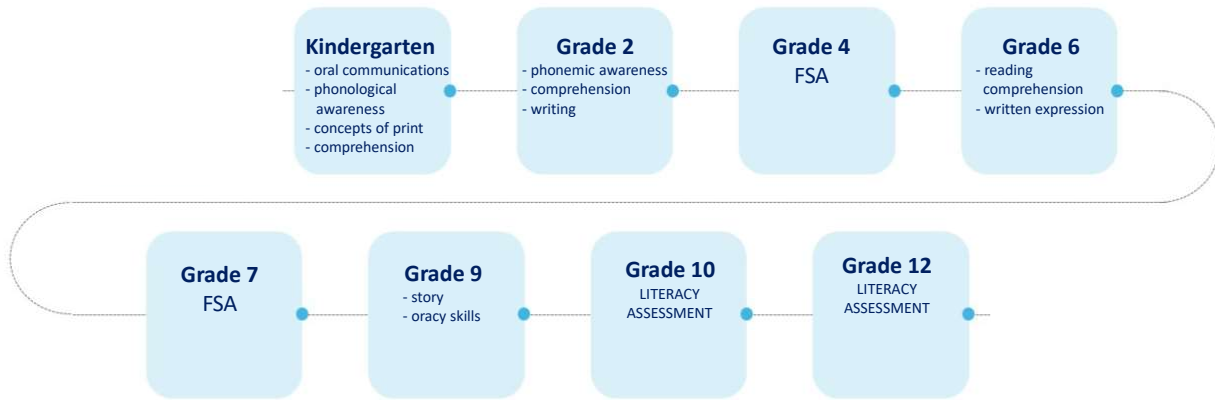 Kindergarten
- oral communications
- phonological
awareness
- concepts of print
- comprehension
Grade 2
- phonemic awareness
- comprehension
- writing
Grade 4
FSA
Grade 6
- reading
comprehension
- written expression
Grade 7
FSA
Grade 9
- story
- oracy skills
Grade 10
LITERACY
ASSESSMENT
Grade 12
LITERACY
ASSESSMENT